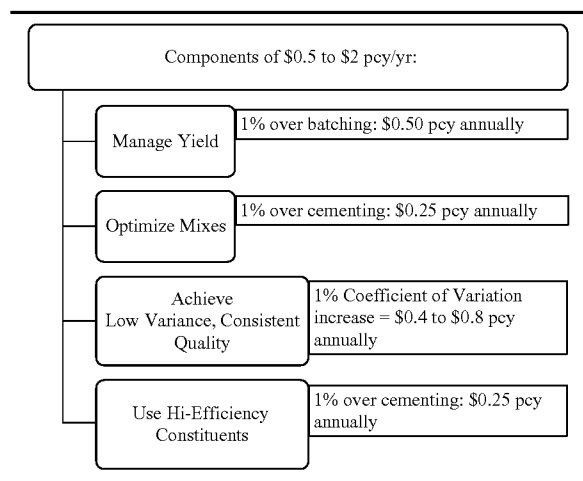 Components of $0.5 to $2 pcy/yr:
Manage Yield
1% over batching: $0.50 pcy annually
Optimize Mixes
1% over cementing: $0.25 pcy annually
Achieve
Low Variance, Consistent
Quality
1% Coefficient of Variation
increase = $0.4 to $0.8 pcy
annually
Use Hi-Efficiency
Constituents
1% over cementing: $0.25 pcy
annually